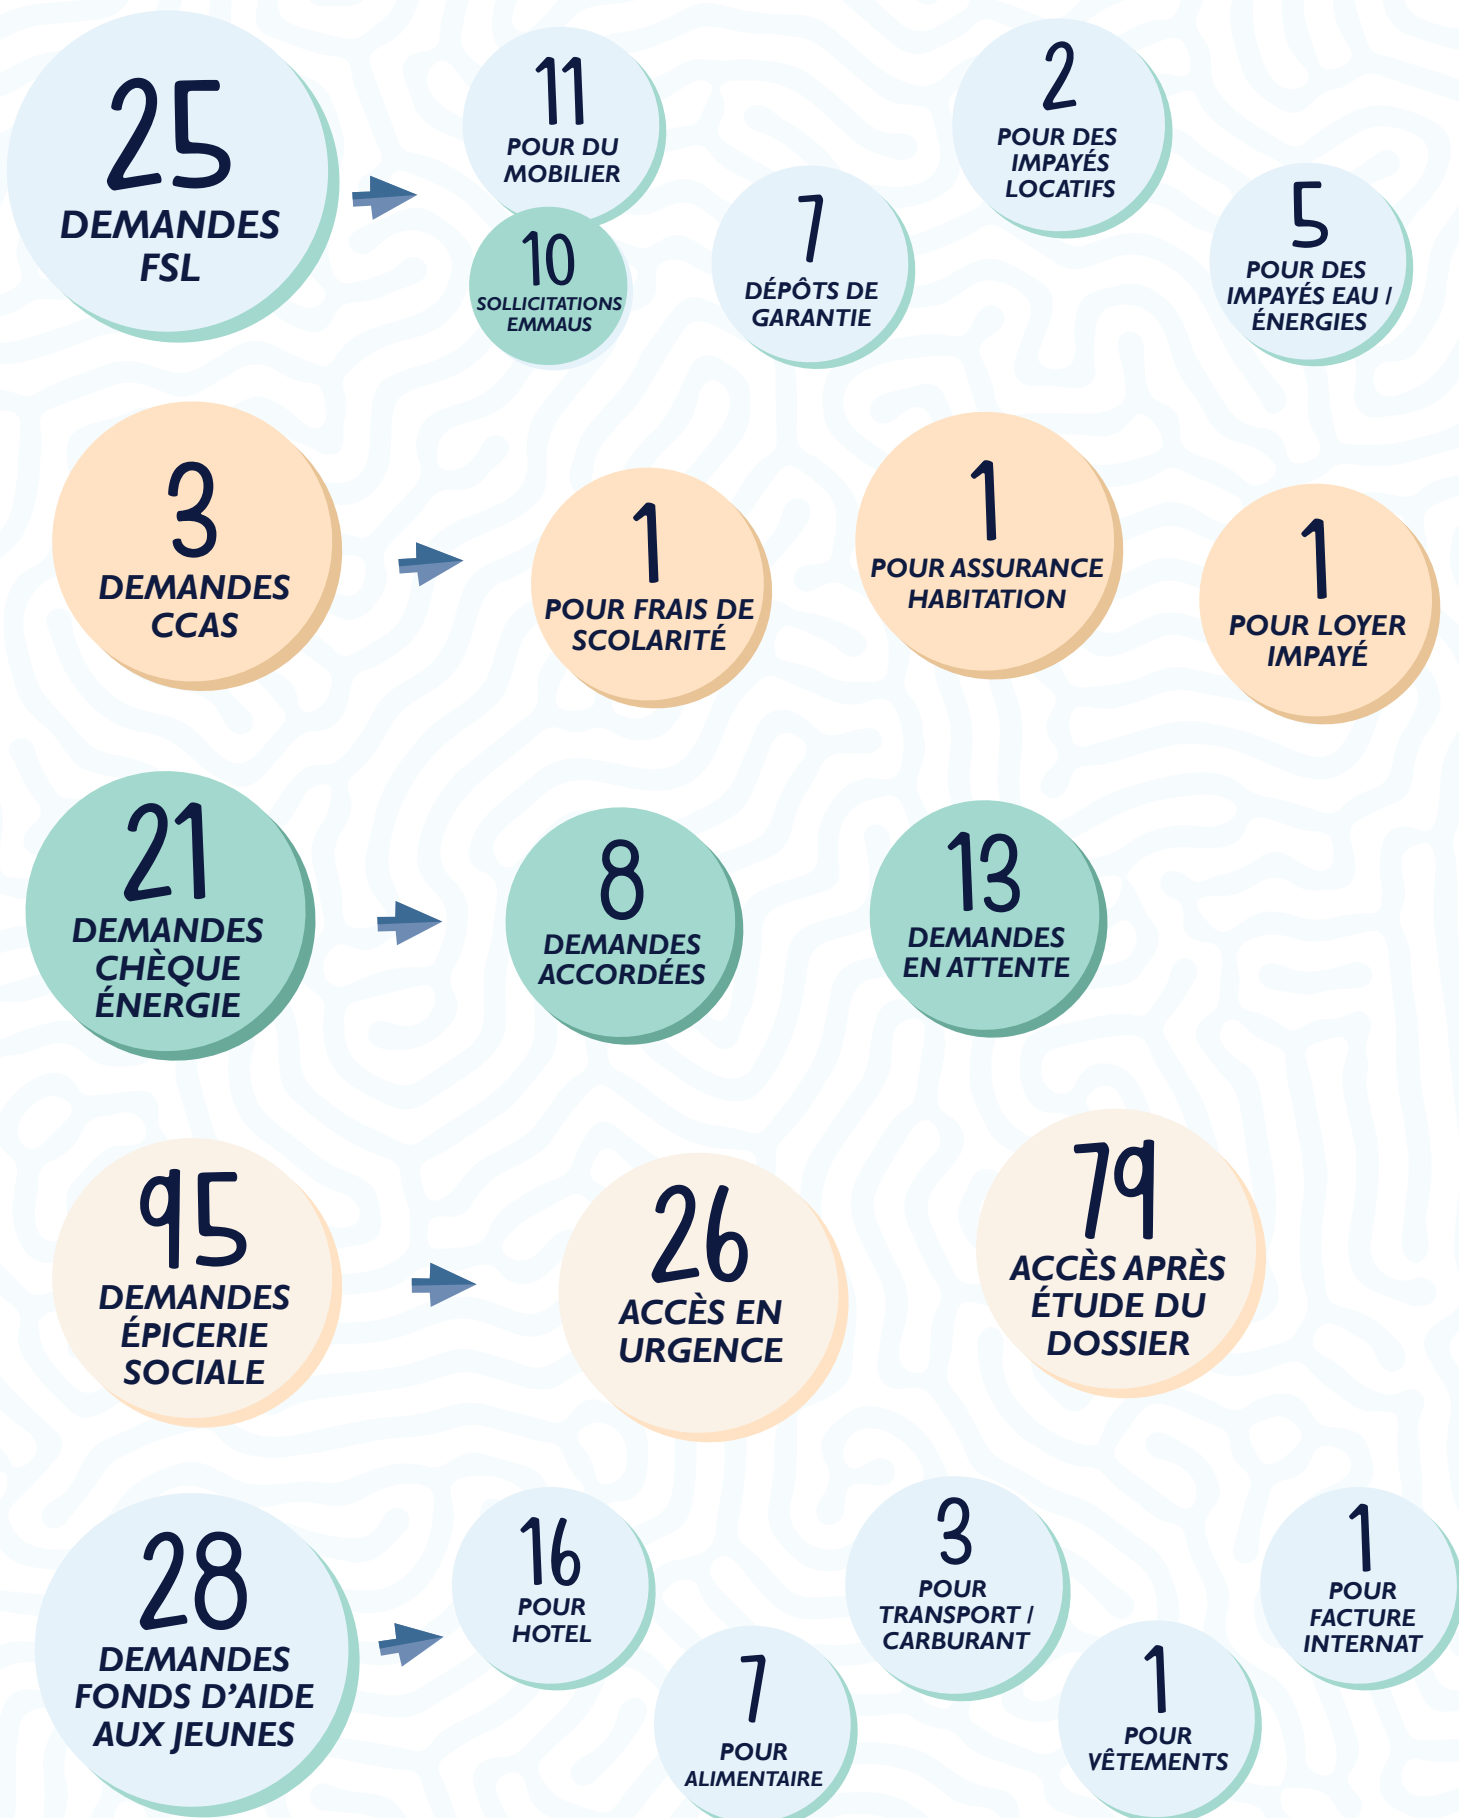 25
DEMANDES
FSL
11
POUR DU
MOBILIER
10
SOLLICITATIONS
EMMAUS
7
DÉPÔTS DE
GARANTIE
2
POUR DES
IMPAYÉS
LOCATIFS
5
POUR DES
IMPAYÉS EAU /
ÉNERGIES
3
DEMANDES
CCAS
1
POUR FRAIS DE
SCOLARITÉ
1
POUR ASSURANCE
HABITATION
1
POUR LOYER
IMPAYÉ
21
DEMANDES
CHÈQUE
ÉNERGIE
8
DEMANDES
ACCORDÉES
13
DEMANDES
EN ATTENTE
95
DEMANDES
ÉPICERIE
SOCIALE
26
ACCÈS EN
URGENCE
79
ACCÈS APRÈS
ÉTUDE DU
DOSSIER
28
DEMANDES
FONDS D’AIDE
AUX JEUNES
16
POUR
HOTEL
7
POUR
ALIMENTAIRE
3
POUR
TRANSPORT /
CARBURANT
1
POUR
VÊTEMENTS
1
POUR
FACTURE
INTERNAT